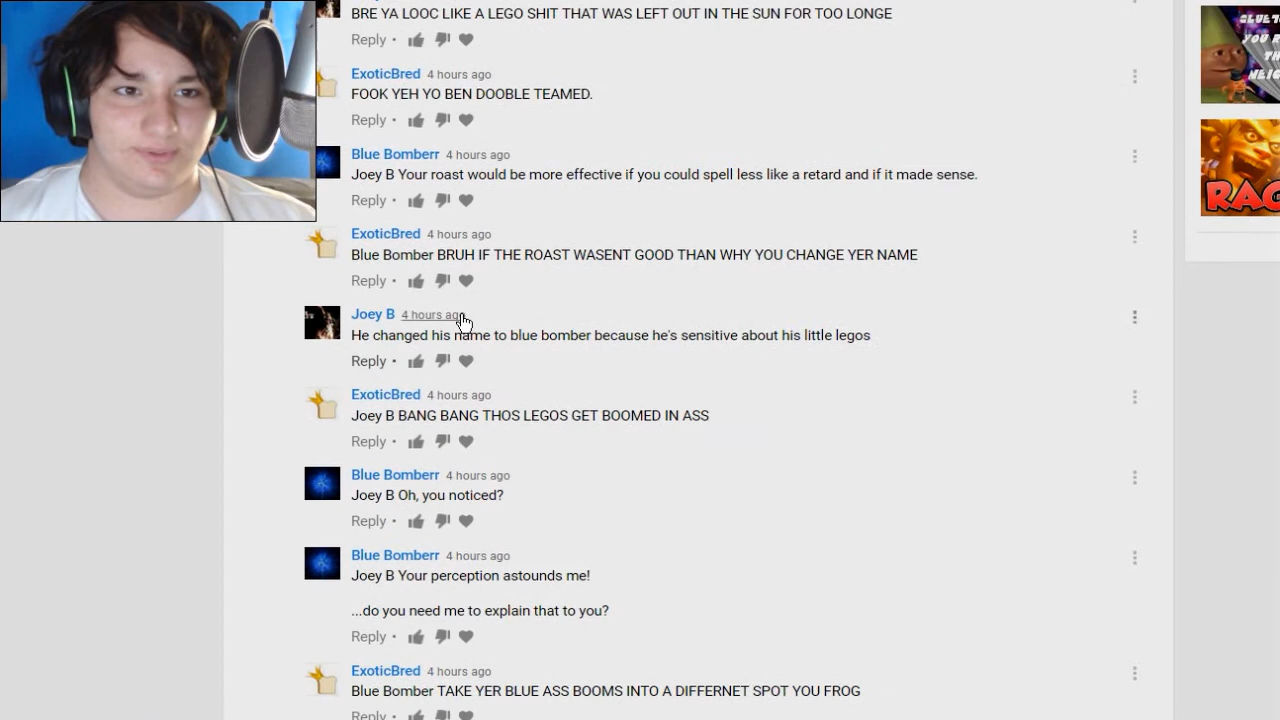 BRE YA LOOC LIKE A LEGO SHIT THAT WAS LEFT OUT IN THE SUN FOR TOO LONGE
Reply •
ExoticBred 4 hours ago
FOOK YEH YO BEN DOOBLE TEAMED.
Reply •
Blue Bomberr 4 hours ago
Joey B Your roast would be more effective if you could spell less like a retard and if it made sense.
Reply •
ExoticBred 4 hours ago
Blue Bomber BRUH IF THE ROAST WASENT GOOD THAN WHY YOU CHANGE YER NAME
Reply •
Joey B 4 hours ago
He changed his name to blue bomber because he's sensitive about his little legos
Reply •
ExoticBred 4 hours ago
Joey B BANG BANG THOS LEGOS GET BOOMED IN ASS
Reply •
Blue Bomberr 4 hours ago
Joey B Oh, you noticed?
Reply •
Blue Bomberr 4 hours ago
Joey B Your perception astounds me!
...do you need me to explain that to you?
Reply •
ExoticBred 4 hours ago
Blue Bomber TAKE YER BLUE ASS BOOMS INTO A DIFFERNET SPOT YOU FROG
Reply •
YOU
RAG